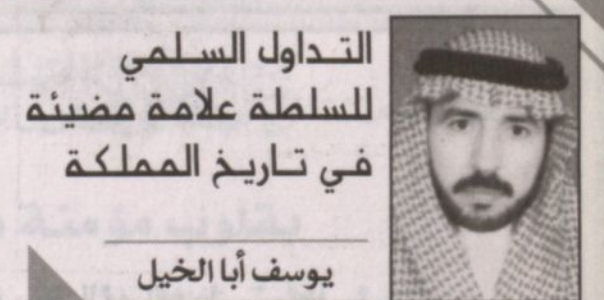 التداول السلمي
للسلطة علامة مضيئة
في تاريخ المملكة
يوسف أبا الخيل